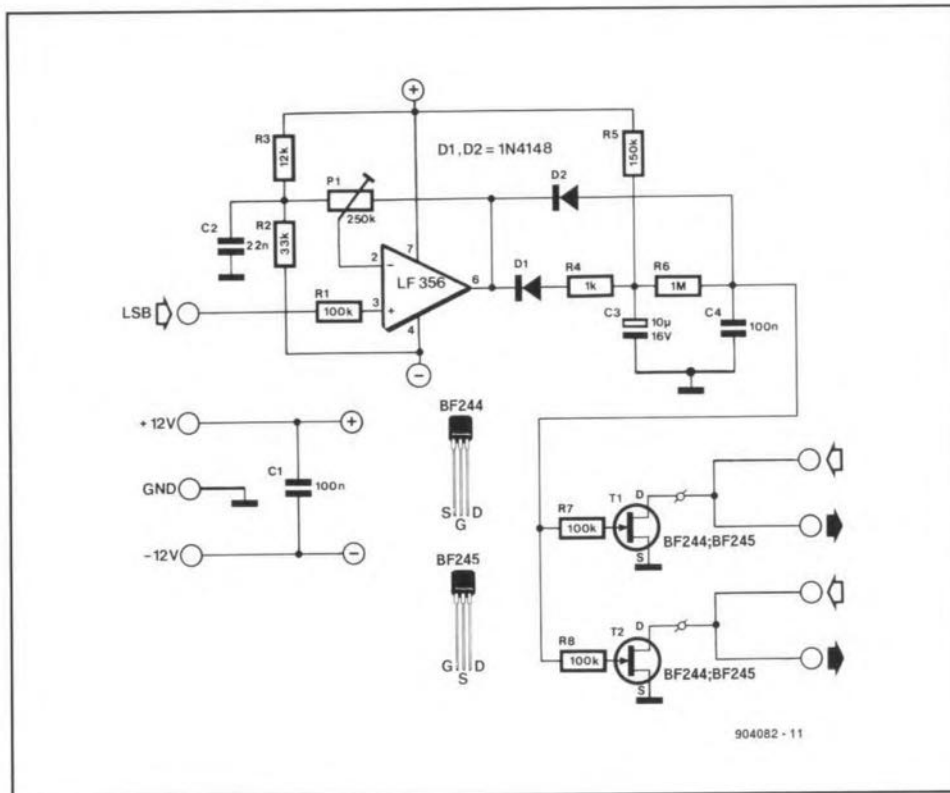 +
R3
12k
D1, D2 = 1N4148
R5
150k
P1
250k
D2
C2
22n
R2
33k
2
−
7
LF 356
6
3
+
4
D1
R4
1k
R6
1M
LSB
R1
100k
C3
10µ
16V
C4
100n
−
+12V
+
GND
C1
100n
−12V
−
BF244
S
G
D
BF245
G
S
D
R7
100k
T1
D
S
BF244;BF245
R8
100k
T2
D
S
BF244;BF245
904082 - 11